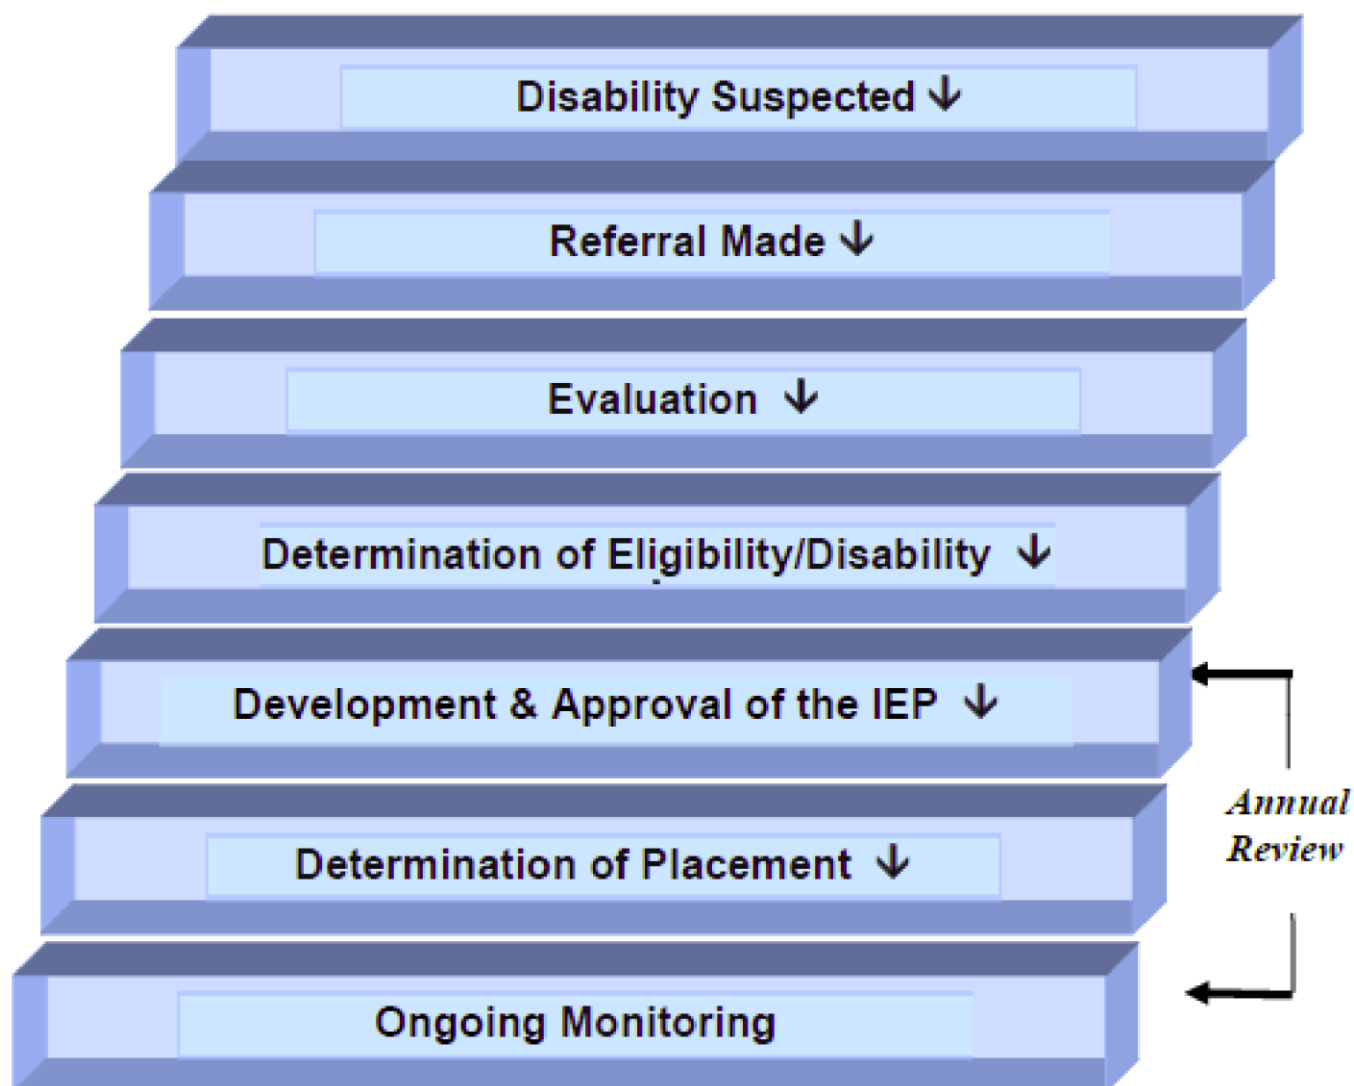 Disability Suspected ↓
Referral Made ↓
Evaluation ↓
Determination of Eligibility/Disability ↓
Development & Approval of the IEP ↓
Annual
Review
Determination of Placement ↓
Ongoing Monitoring